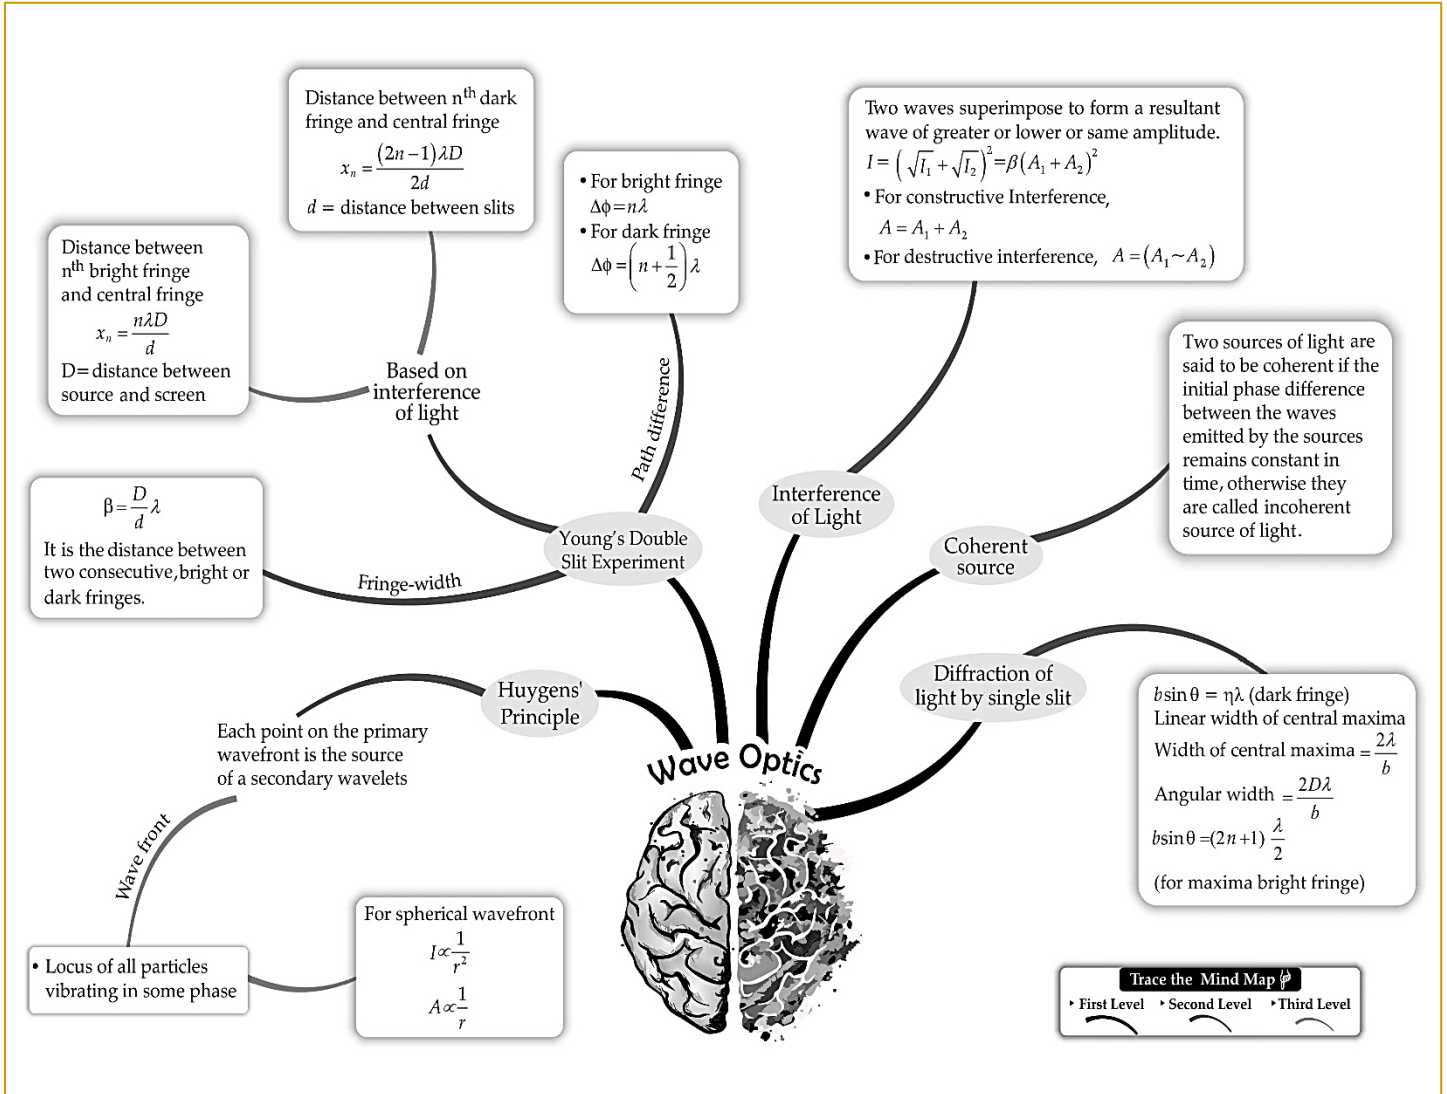 Distance between nᵗʰ dark
fringe and central fringe
xₙ = (2n−1)λD / 2d
d = distance between slits
Distance between
nᵗʰ bright fringe
and central fringe
xₙ = nλD / d
D= distance between
source and screen
Based on
interference
of light
• For bright fringe
Δϕ = nλ
• For dark fringe
Δϕ = (n + 1/2) λ
Path difference
β = D/d λ
It is the distance between
two consecutive, bright or
dark fringes.
Fringe-width
Young's Double
Slit Experiment
Two waves superimpose to form a resultant
wave of greater or lower or same amplitude.
I = (√I₁ + √I₂)² = β(A₁ + A₂)²
• For constructive Interference,
A = A₁ + A₂
• For destructive interference, A = (A₁ ~ A₂)
Interference
of Light
Two sources of light are
said to be coherent if the
initial phase difference
between the waves
emitted by the sources
remains constant in
time, otherwise they
are called incoherent
source of light.
Coherent
source
Diffraction of
light by single slit
b sin θ = ηλ (dark fringe)
Linear width of central maxima
Width of central maxima = 2λ / b
Angular width = 2Dλ / b
b sin θ = (2n+1) λ/2
(for maxima bright fringe)
Huygens'
Principle
Each point on the primary
wavefront is the source
of a secondary wavelets
Wave front
• Locus of all particles
vibrating in some phase
For spherical wavefront
I ∝ 1/r²
A ∝ 1/r
Wave Optics
Trace the Mind Map
▸ First Level ▸ Second Level ▸ Third Level